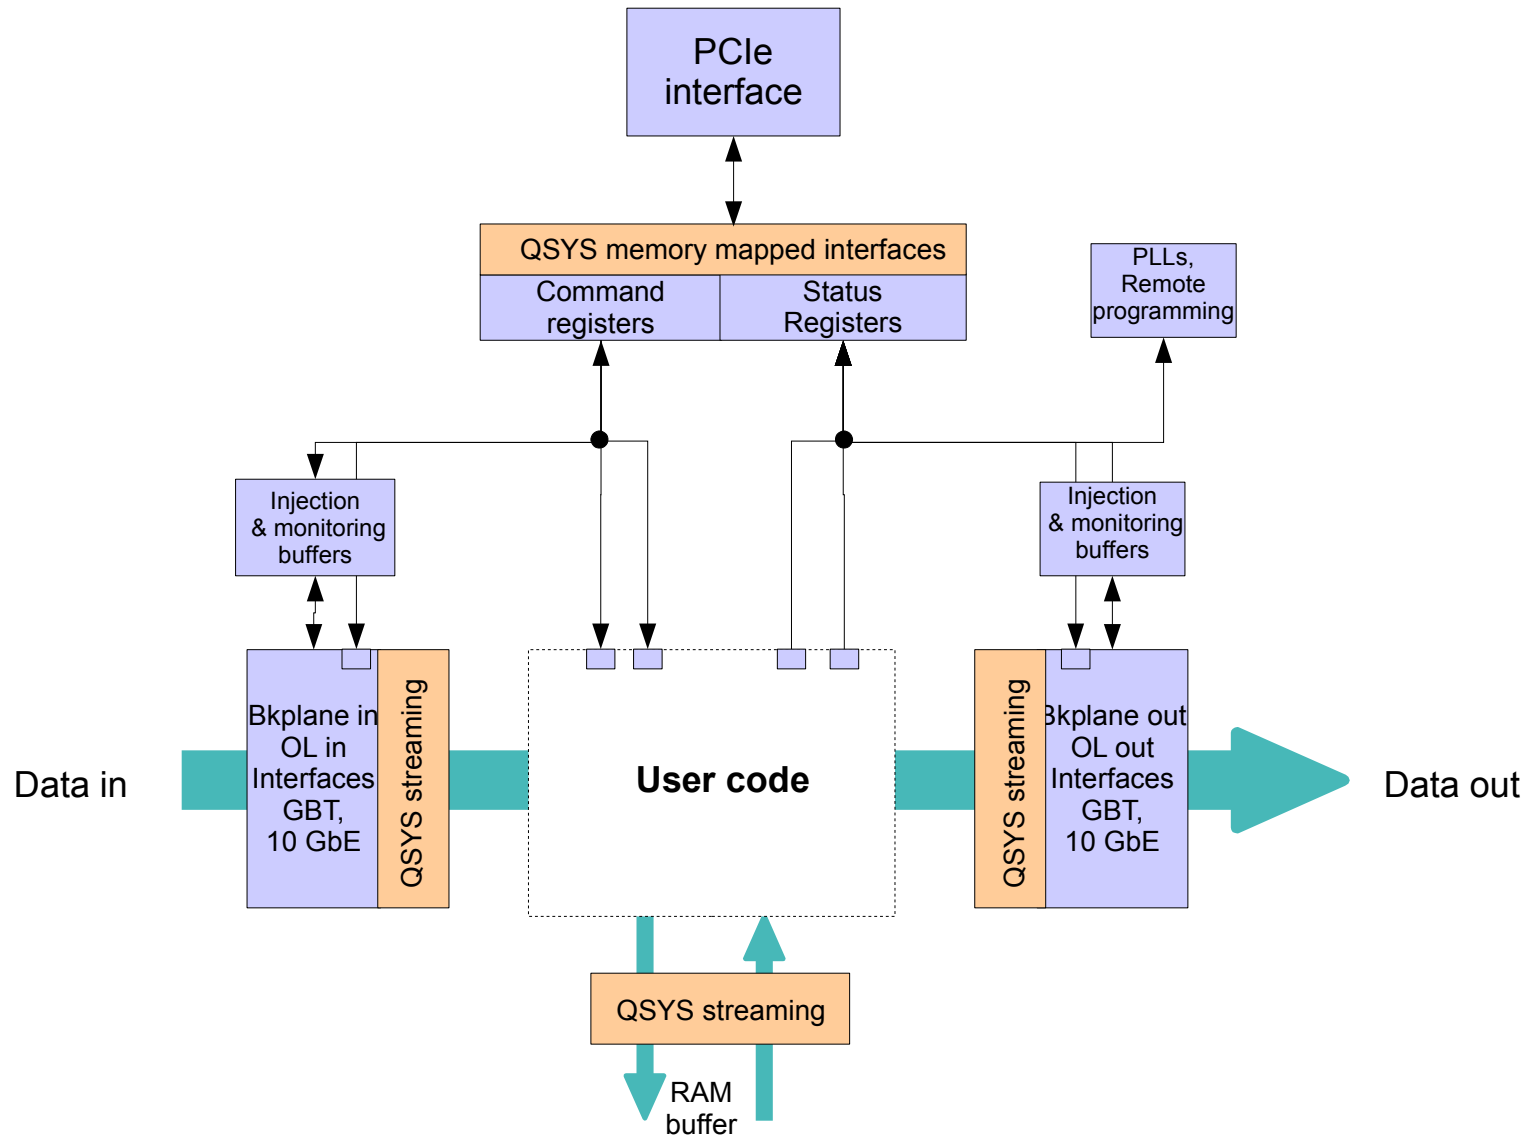 PCIe
interface
QSYS memory mapped interfaces
Command
registers
Status
Registers
PLLs,
Remote
programming
Injection
& monitoring
buffers
Injection
& monitoring
buffers
Data in
Bkplane in
OL in
Interfaces
GBT,
10 GbE
QSYS streaming
User code
QSYS streaming
Bkplane out
OL out
Interfaces
GBT,
10 GbE
Data out
QSYS streaming
RAM
buffer